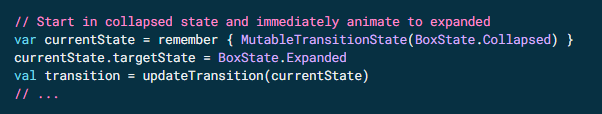 // Start in collapsed state and immediately animate to expanded
var currentState = remember { MutableTransitionState(BoxState.Collapsed) }
currentState.targetState = BoxState.Expanded
val transition = updateTransition(currentState)
// ...